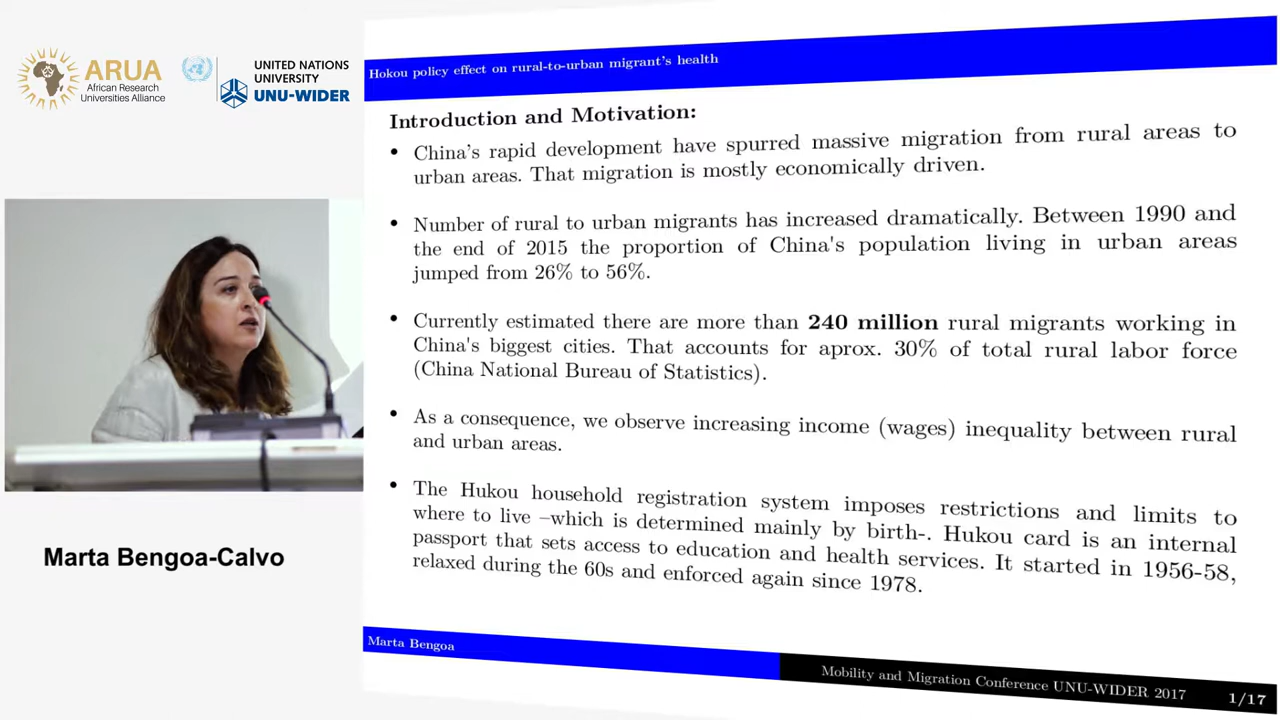 ARUA
African Research
Universities Alliance
UNITED NATIONS
UNIVERSITY
UNU-WIDER
Marta Bengoa-Calvo
Hokou policy effect on rural-to-urban migrant's health
Introduction and Motivation:
• China's rapid development have spurred massive migration from rural areas to
urban areas. That migration is mostly economically driven.
• Number of rural to urban migrants has increased dramatically. Between 1990 and
the end of 2015 the proportion of China's population living in urban areas
jumped from 26% to 56%.
• Currently estimated there are more than 240 million rural migrants working in
China's biggest cities. That accounts for aprox. 30% of total rural labor force
(China National Bureau of Statistics).
• As a consequence, we observe increasing income (wages) inequality between rural
and urban areas.
• The Hukou household registration system imposes restrictions and limits to
where to live –which is determined mainly by birth-. Hukou card is an internal
passport that sets access to education and health services. It started in 1956-58,
relaxed during the 60s and enforced again since 1978.
Marta Bengoa
Mobility and Migration Conference UNU-WIDER 2017
1/17